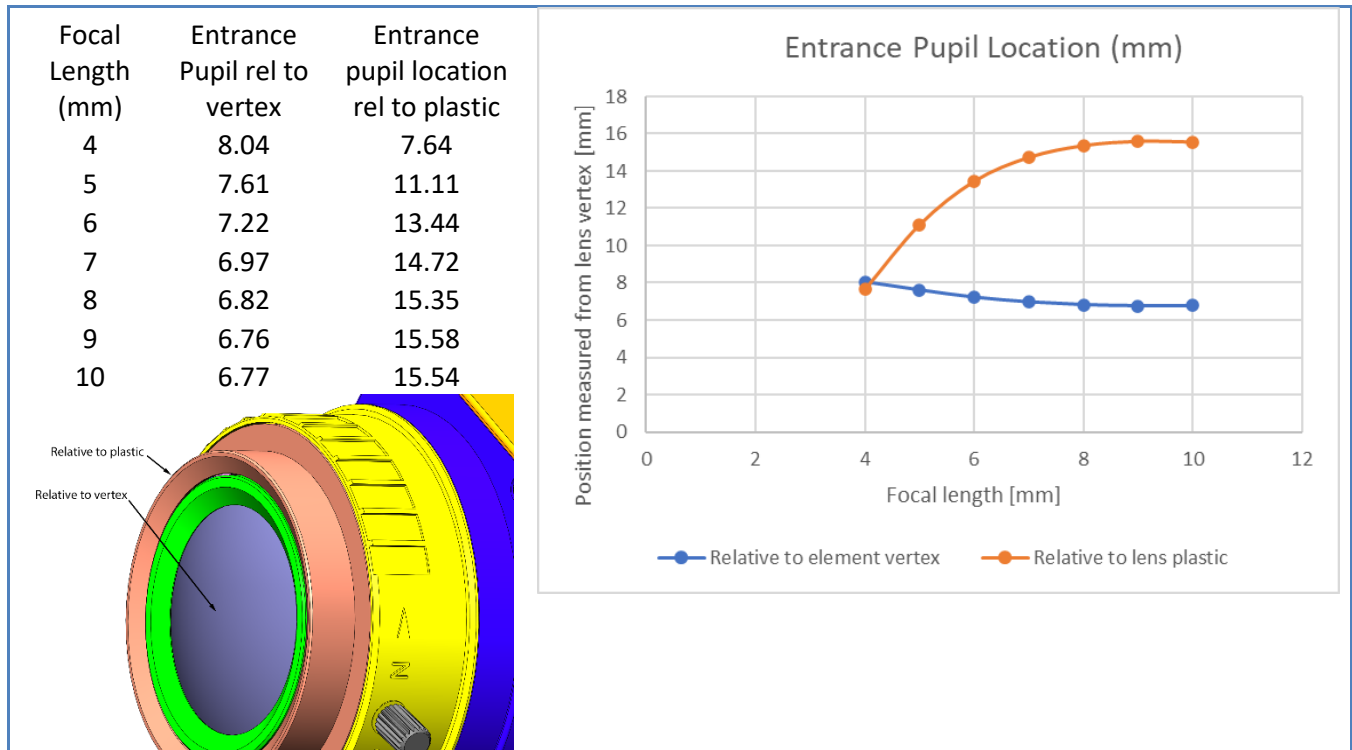 Focal Length (mm) Entrance Pupil rel to vertex Entrance pupil location rel to plastic
4 8.04 7.64
5 7.61 11.11
6 7.22 13.44
7 6.97 14.72
8 6.82 15.35
9 6.76 15.58
10 6.77 15.54
Relative to plastic
Relative to vertex
N
Entrance Pupil Location (mm)
Position measured from lens vertex [mm]
18
16
14
12
10
8
6
4
2
0
0 2 4 6 8 10 12
Focal length [mm]
Relative to element vertex Relative to lens plastic